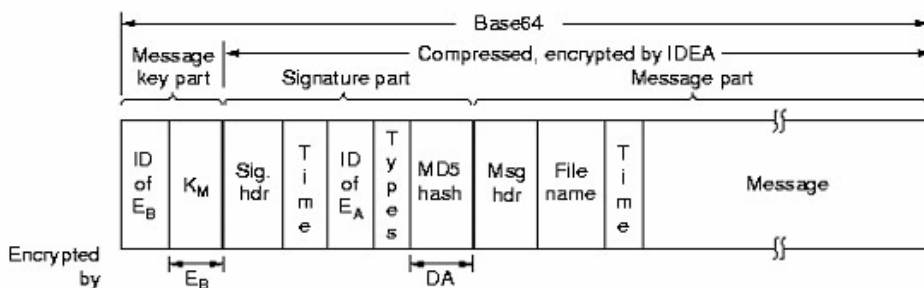 Base64
Message key part
Compressed, encrypted by IDEA
Signature part
Message part
ID of E_B
K_M
Sig. hdr
Time
ID of E_A
Types
MD5 hash
Msg hdr
File name
Time
Message
Encrypted by
E_B
DA